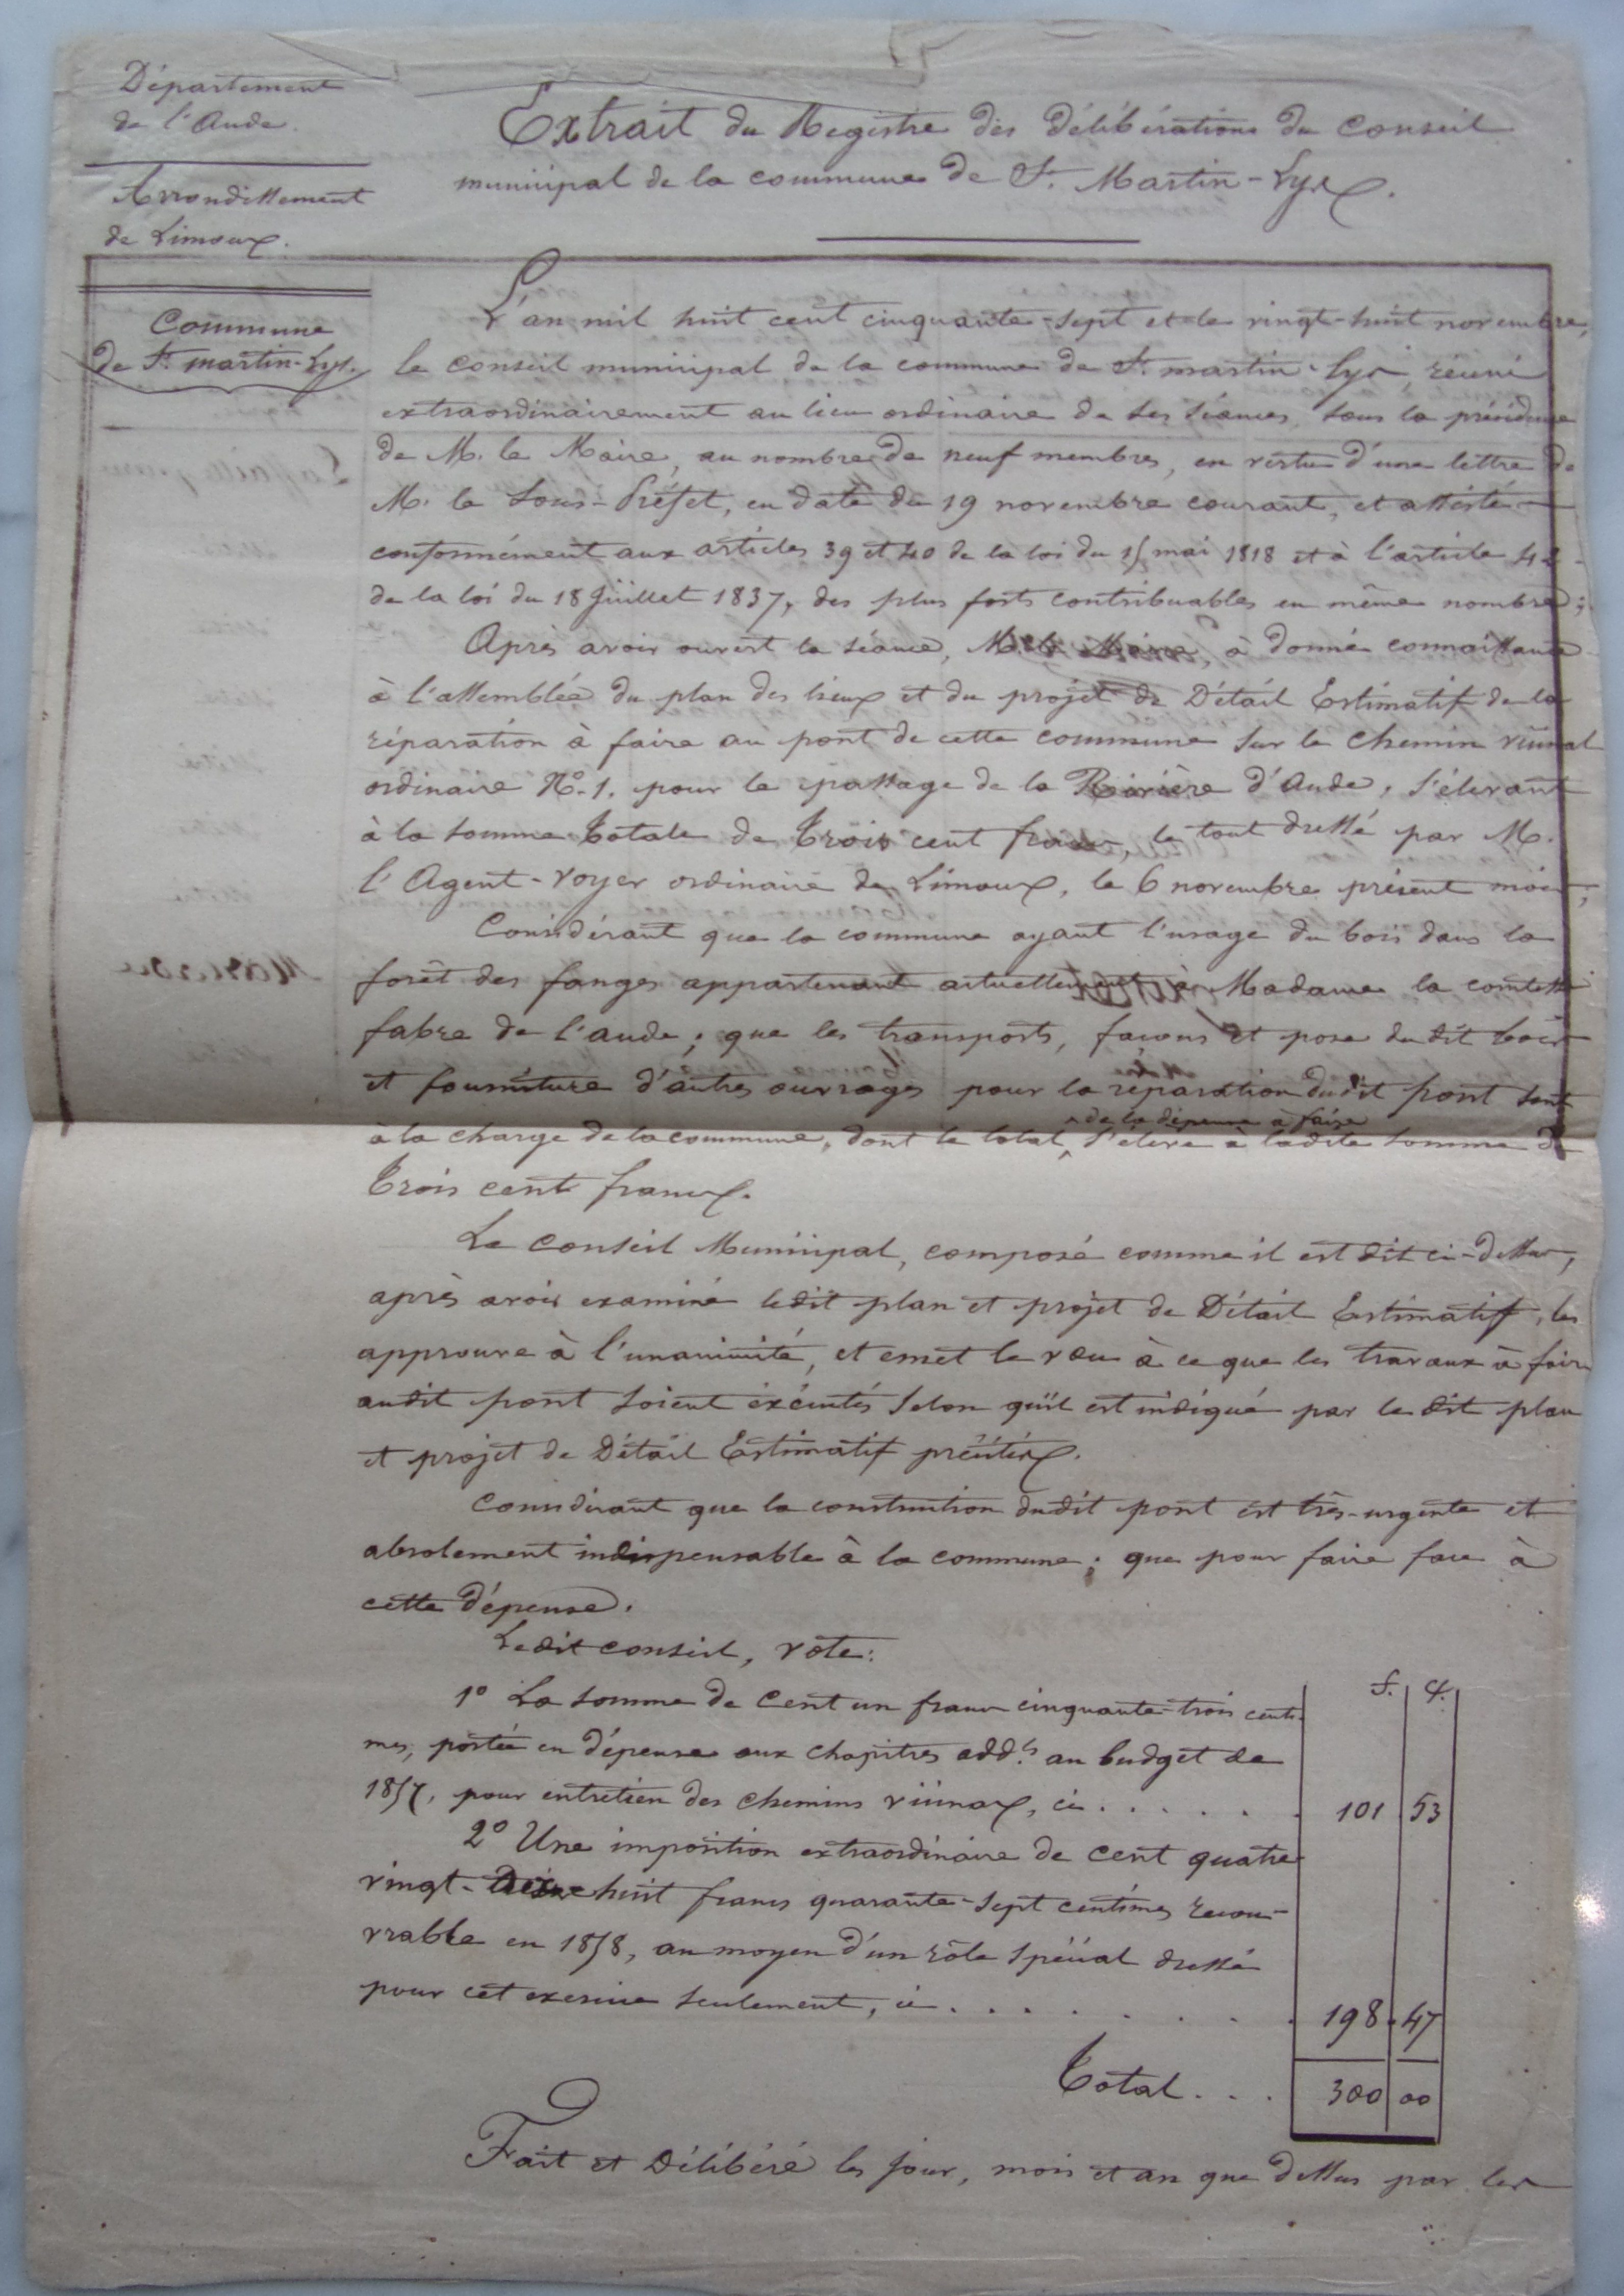 Département
de l'Aude.
Arrondissement
de Limoux.
Commune
de St. martin-Lys.
Extrait du Registre des délibérations du Conseil
municipal de la commune de St. Martin-Lys.
L'an mil huit cent cinquante-sept et le vingt-huit novembre,
le conseil municipal de la commune de St. martin-Lys, réuni
extraordinairement au lieu ordinaire de ses séances, sous la présidence
de M. le Maire, au nombre de neuf membres, en vertu d'une lettre de
M. le Sous-Préfet, en date du 19 novembre courant, et assisté
conformément aux articles 39 et 40 de la loi du 15 mai 1818 et à l'article 42
de la loi du 18 Juillet 1837, des plus forts contribuables en même nombre;
Après avoir ouvert la séance, M. le Maire, a donné connaissance
à l'assemblée du plan des lieux et du projet de Détail Estimatif de la
réparation à faire au pont de cette commune sur le chemin vicinal
ordinaire No. 1. pour le passage de la Rivière d'Aude, s'élevant
à la somme Totale de Trois cent francs, le tout dressé par M.
l'Agent-voyer ordinaire de Limoux, le 6 novembre présent mois;
Considérant que la commune ayant l'usage du bois dans la
forêt des fanges appartenant actuellement à Madame la comtesse
fabre de l'aude; que les transports, façons et pose du dit bois
et fourniture d'autres ouvrages pour la réparation dudit pont sont
à la charge de la commune, dont le total ^ de la dépense à faire s'élève à ladite somme de
Trois cent francs.
Le Conseil Municipal, composé comme il est dit ci-dessus,
après avoir examiné ledit plan et projet de Détail Estimatif, les
approuve à l'unanimité, et emet le vœu à ce que les travaux à faire
audit pont soient exécutés selon qu'il est indiqué par le dit plan
et projet de Détail Estimatif précités.
Considérant que la construction dudit pont est très-urgente et
absolement indispensable à la commune; que pour faire face à
cette dépense.
Ledit conseil, vote:
f. c.
1o La somme de Cent un francs cinquante-trois centi-
mes, portée en dépense aux chapitres addls. au budget de
1857, pour entretien des chemins vicinaux, ci . . . . . . 101 53
2o Une imposition extraordinaire de cent quatre
vingt-dix huit francs quarante-sept centimes recou-
vrable en 1858, au moyen d'un rôle spécial dressé
pour cet exercice seulement, ci . . . . . . . . 198 47
Total . . . 300 00
Fait et Délibéré les jour, mois et an que dessus par les